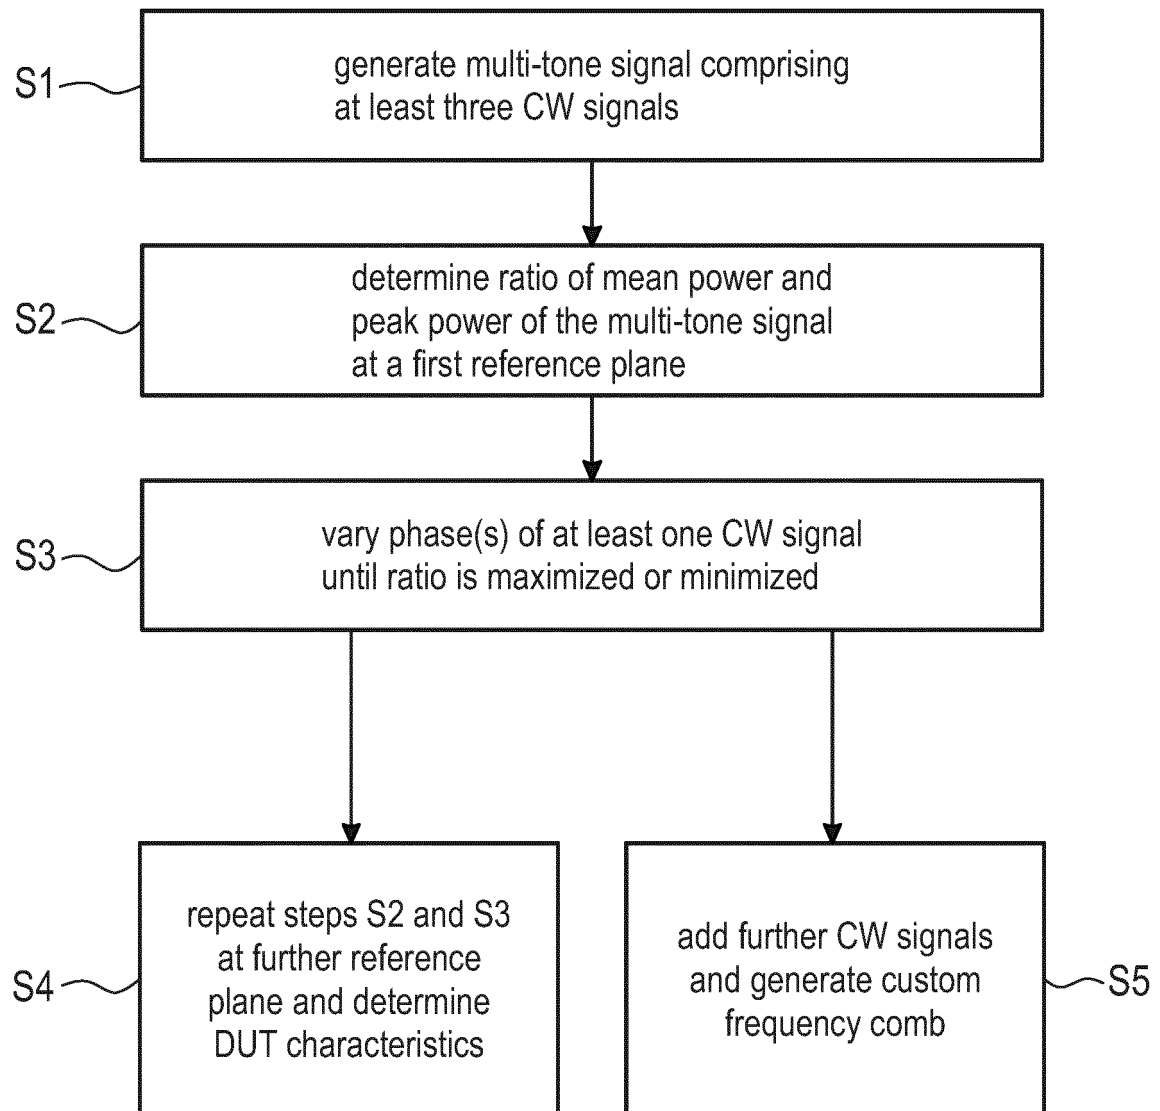 S1
generate multi-tone signal comprising
at least three CW signals
S2
determine ratio of mean power and
peak power of the multi-tone signal
at a first reference plane
S3
vary phase(s) of at least one CW signal
until ratio is maximized or minimized
S4
repeat steps S2 and S3
at further reference
plane and determine
DUT characteristics
add further CW signals
and generate custom
frequency comb
S5